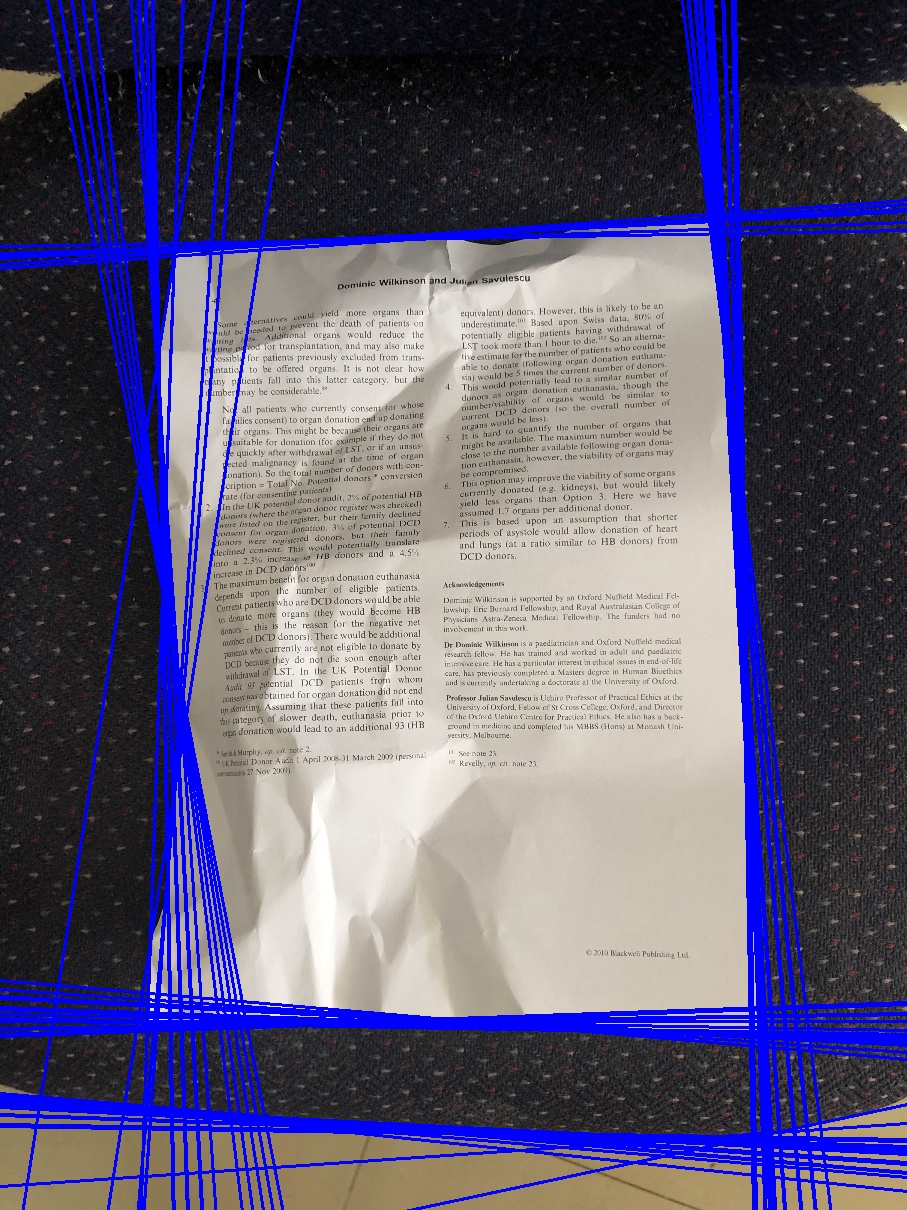 Dominic Wilkinson and Julian Savulescu
Some alternatives could yield more organs than
would be needed to prevent the death of patients on
waiting lists. Additional organs would reduce the
waiting period for transplantation, and may also make
it possible for patients previously excluded from trans-
plantation to be offered organs. It is not clear how
many patients fall into this latter category, but the
number may be considerable.⁹⁹
Not all patients who currently consent (or whose
families consent) to organ donation end up donating
their organs. This might be because their organs are
unsuitable for donation (for example if they do not
die quickly after withdrawal of LST, or if an unsus-
pected malignancy is found at the time of organ
donation). So the total number of donors with con-
scription = Total No. Potential donors * conversion
rate (for consenting patients)
2. In the UK potential donor audit, 2% of potential HB
donors (where the organ donor register was checked)
were listed on the register, but their family declined
consent for organ donation. 3% of potential DCD
donors were registered donors, but their family
declined consent. This would potentially translate
into a 2.3% increase in HB donors and a 4.5%
increase in DCD donors¹⁰⁰
The maximum benefit for organ donation euthanasia
depends upon the number of eligible patients.
Current patients who are DCD donors would be able
to donate more organs (they would become HB
donors – this is the reason for the negative net
number of DCD donors). There would be additional
patients who currently are not eligible to donate by
DCD because they do not die soon enough after
withdrawal of LST. In the UK Potential Donor
Audit 93 potential DCD patients from whom
consent was obtained for organ donation did not end
up donating. Assuming that these patients fall into
the category of slower death, euthanasia prior to
organ donation would lead to an additional 93 (HB
⁹⁹ Smith & Murphy, op. cit. note 2.
¹⁰⁰ UK Potential Donor Audit 1 April 2008-31 March 2009 (personal
communication 27 Nov 2009).
equivalent) donors. However, this is likely to be an
underestimate.¹⁰¹ Based upon Swiss data, 80% of
potentially eligible patients having withdrawal of
LST took more than 1 hour to die.¹⁰² So an alterna-
tive estimate for the number of patients who could be
able to donate (following organ donation euthana-
sia) would be 5 times the current number of donors.
4. This would potentially lead to a similar number of
donors as organ donation euthanasia, though the
number/viability of organs would be similar to
current DCD donors (so the overall number of
organs would be less).
5. It is hard to quantify the number of organs that
might be available. The maximum number would be
close to the number available following organ dona-
tion euthanasia, however, the viability of organs may
be compromised.
6. This option may improve the viability of some organs
currently donated (e.g. kidneys), but would likely
yield less organs than Option 3. Here we have
assumed 1.7 organs per additional donor.
7. This is based upon an assumption that shorter
periods of asystole would allow donation of heart
and lungs (at a ratio similar to HB donors) from
DCD donors.
Acknowledgements
Dominic Wilkinson is supported by an Oxford Nuffield Medical Fel-
lowship, Eric Burnard Fellowship, and Royal Australasian College of
Physicians Astra-Zeneca Medical Fellowship. The funders had no
involvement in this work.
Dr Dominic Wilkinson is a paediatrician and Oxford Nuffield medical
research fellow. He has trained and worked in adult and paediatric
intensive care. He has a particular interest in ethical issues in end-of-life
care, has previously completed a Masters degree in Human Bioethics
and is currently undertaking a doctorate at the University of Oxford.
Professor Julian Savulescu is Uehiro Professor of Practical Ethics at the
University of Oxford, Fellow of St Cross College, Oxford, and Director
of the Oxford Uehiro Centre for Practical Ethics. He also has a back-
ground in medicine and completed his MBBS (Hons) at Monash Uni-
versity, Melbourne.
¹⁰¹ See note 23.
¹⁰² Revelly, op. cit. note 23.
© 2010 Blackwell Publishing Ltd.